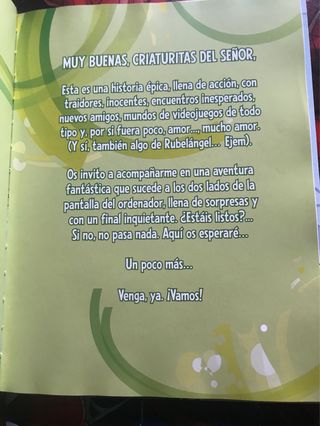 MUY BUENAS, CRIATURITAS DEL SEÑOR,
Esta es una historia épica, llena de acción, con
traidores, inocentes, encuentros inesperados,
nuevos amigos, mundos de videojuegos de todo
tipo y, por si fuera poco, amor..., mucho amor.
(Y sí, también algo de Rubelángel... Ejem).
Os invito a acompañarme en una aventura
fantástica que sucede a los dos lados de la
pantalla del ordenador, llena de sorpresas y
con un final inquietante. ¿Estáis listos?...
Si no, no pasa nada. Aquí os esperaré...
Un poco más...
Venga, ya. ¡Vamos!